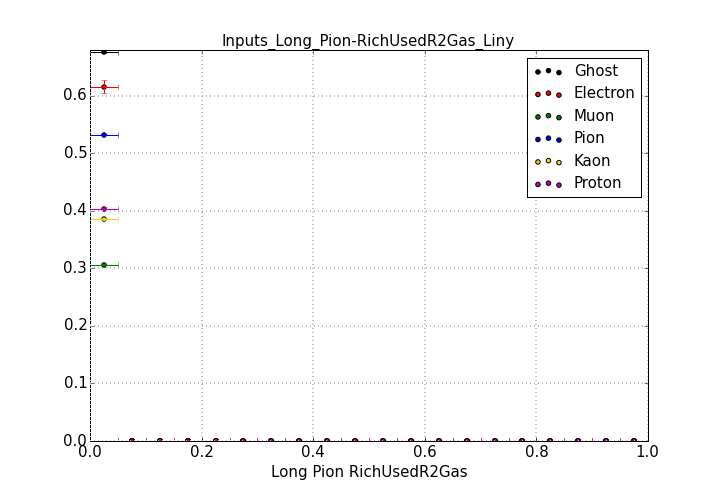 Inputs_Long_Pion-RichUsedR2Gas_Liny
Ghost
Electron
Muon
Pion
Kaon
Proton
0.6
0.5
0.4
0.3
0.2
0.1
0.0
0.0 0.2 0.4 0.6 0.8 1.0
Long Pion RichUsedR2Gas